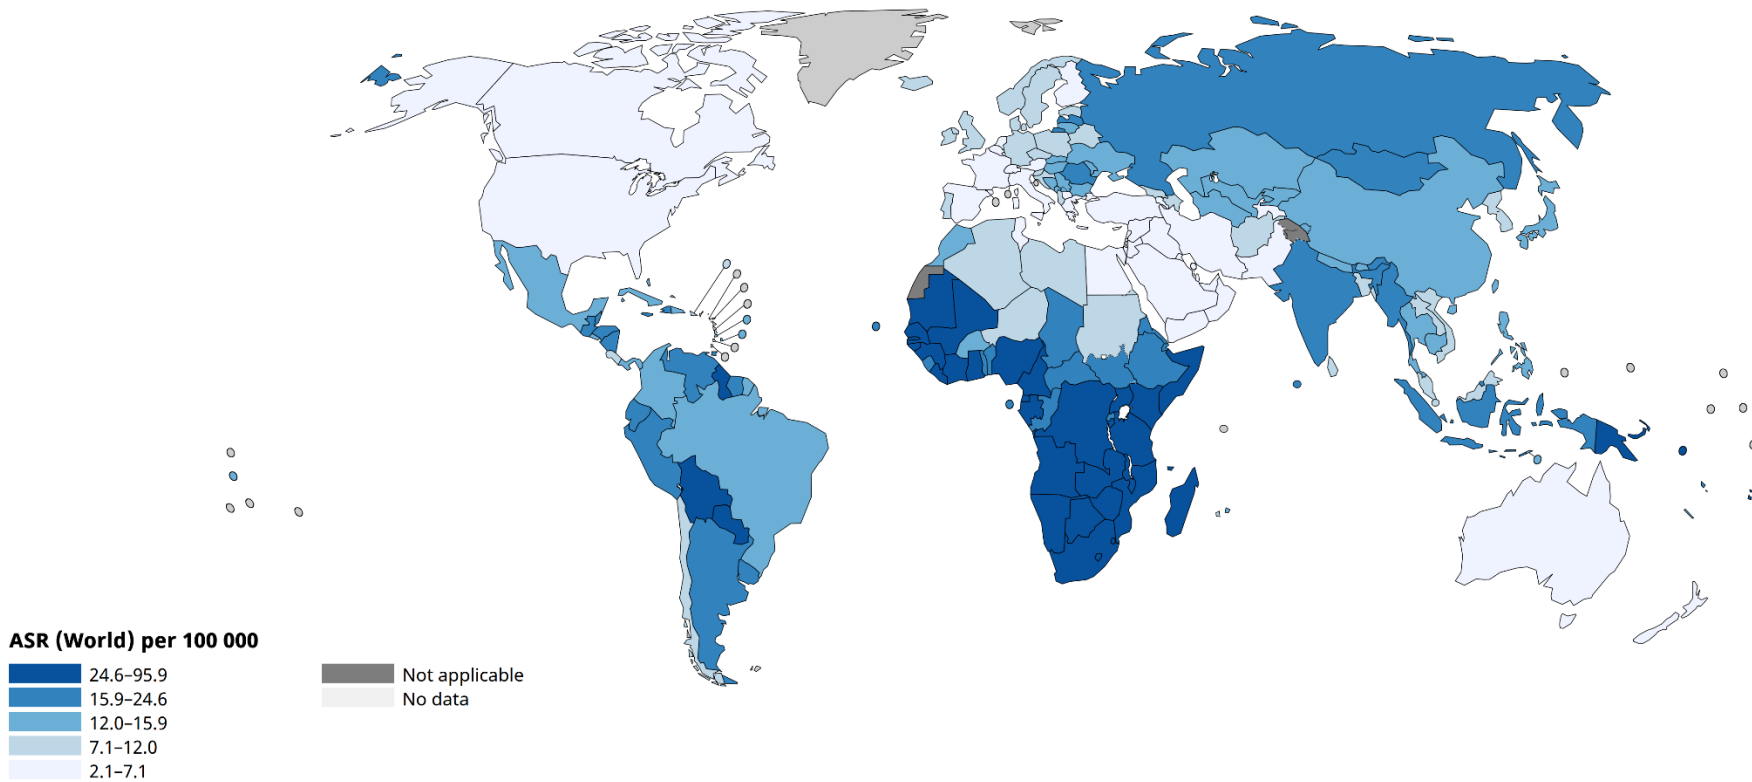 ASR (World) per 100 000
24.6–95.9
15.9–24.6
12.0–15.9
7.1–12.0
2.1–7.1
Not applicable
No data